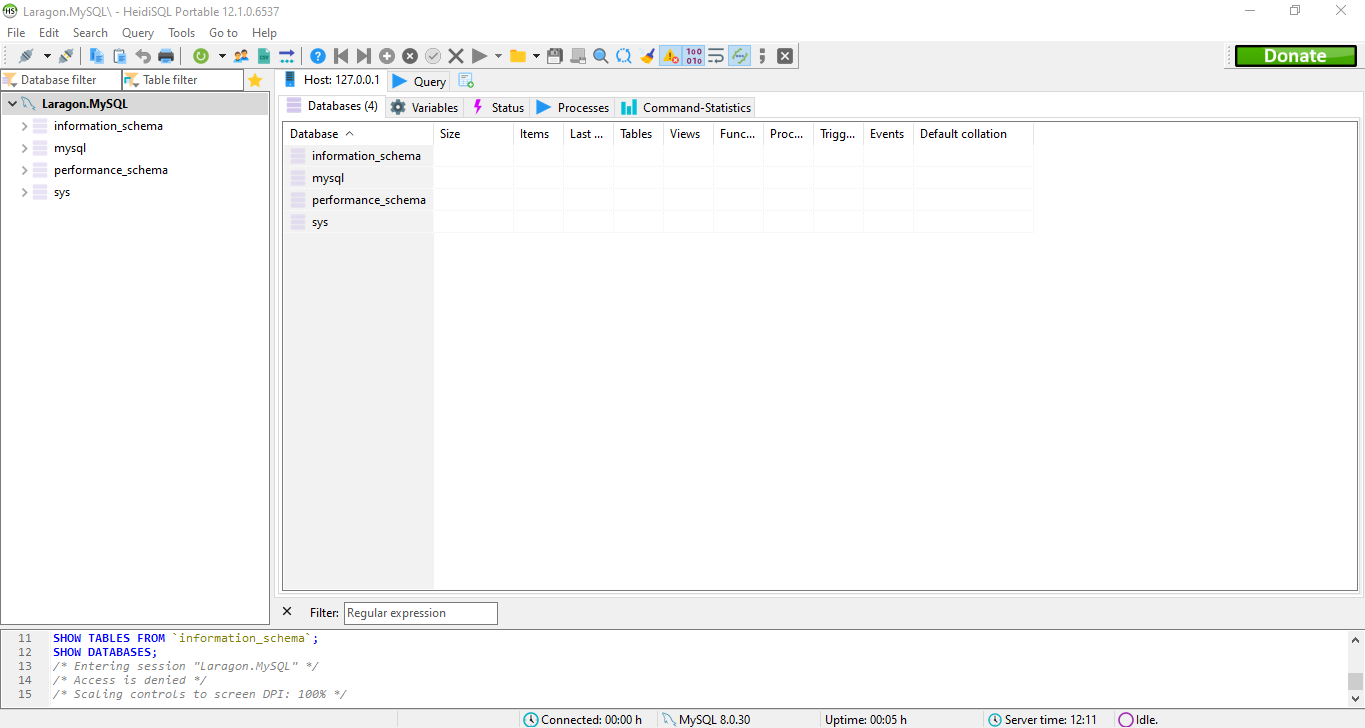 Laragon.MySQL\ - HeidiSQL Portable 12.1.0.6537
File Edit Search Query Tools Go to Help
Donate
Database filter Table filter
Host: 127.0.0.1 Query
Laragon.MySQL
information_schema
mysql
performance_schema
sys
Databases (4) Variables Status Processes Command-Statistics
Database Size Items Last ... Tables Views Func... Proc... Trigg... Events Default collation
information_schema
mysql
performance_schema
sys
Filter: Regular expression
11 SHOW TABLES FROM `information_schema`;
12 SHOW DATABASES;
13 /* Entering session "Laragon.MySQL" */
14 /* Access is denied */
15 /* Scaling controls to screen DPI: 100% */
Connected: 00:00 h MySQL 8.0.30 Uptime: 00:05 h Server time: 12:11 Idle.